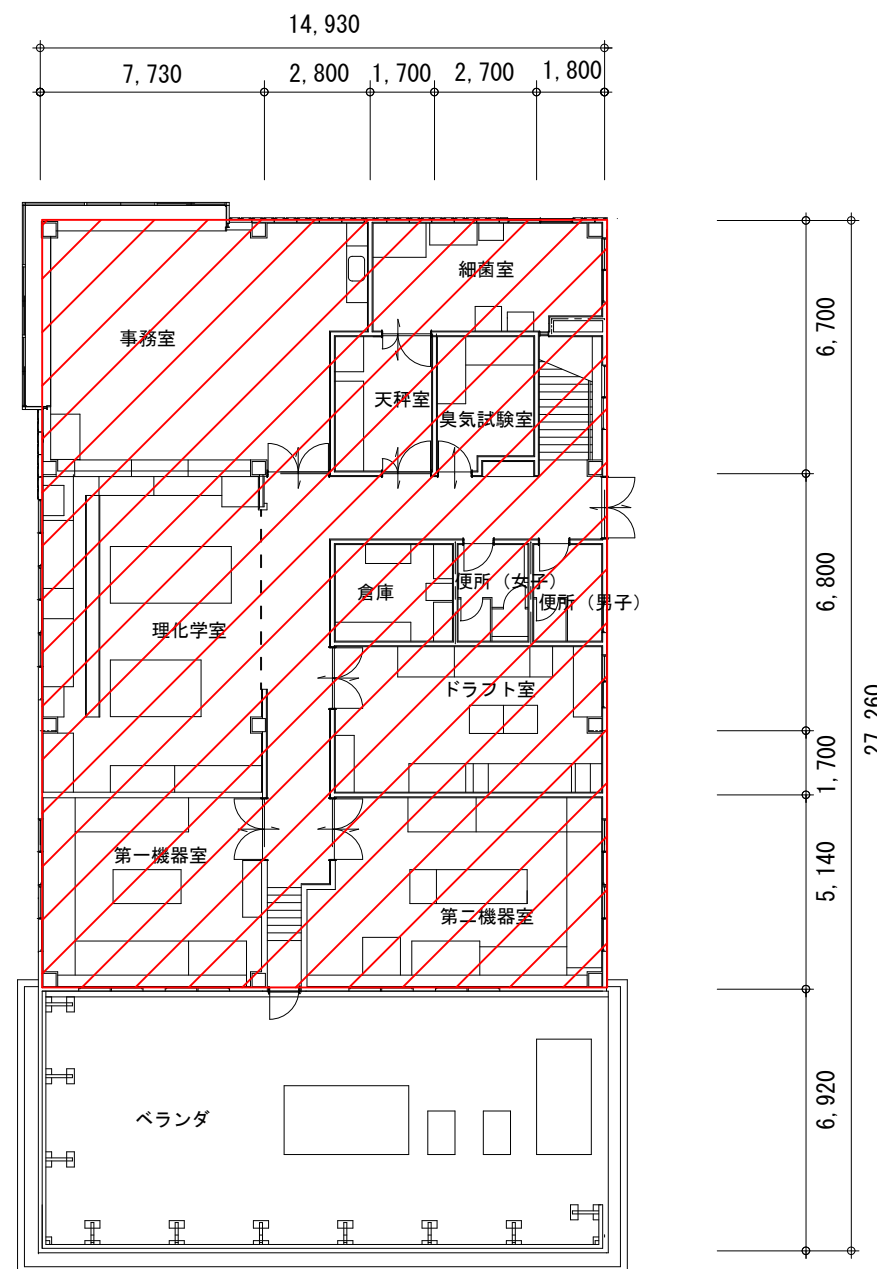 14,930
7,730
2,800
1,700
2,700
1,800
細菌室
事務室
天秤室
臭気試験室
6,700
倉庫
便所（女子）
便所（男子）
理化学室
6,800
ドラフト室
27,260
1,700
第一機器室
5,140
第二機器室
ベランダ
6,920